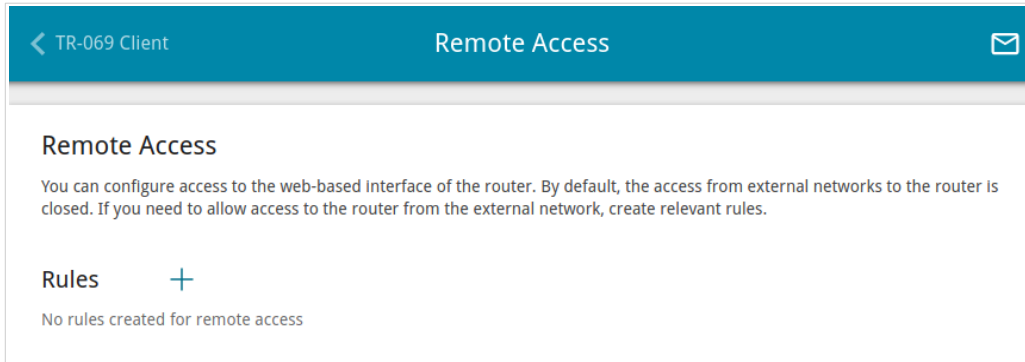 TR-069 Client
Remote Access
Remote Access
You can configure access to the web-based interface of the router. By default, the access from external networks to the router is
closed. If you need to allow access to the router from the external network, create relevant rules.
Rules
No rules created for remote access